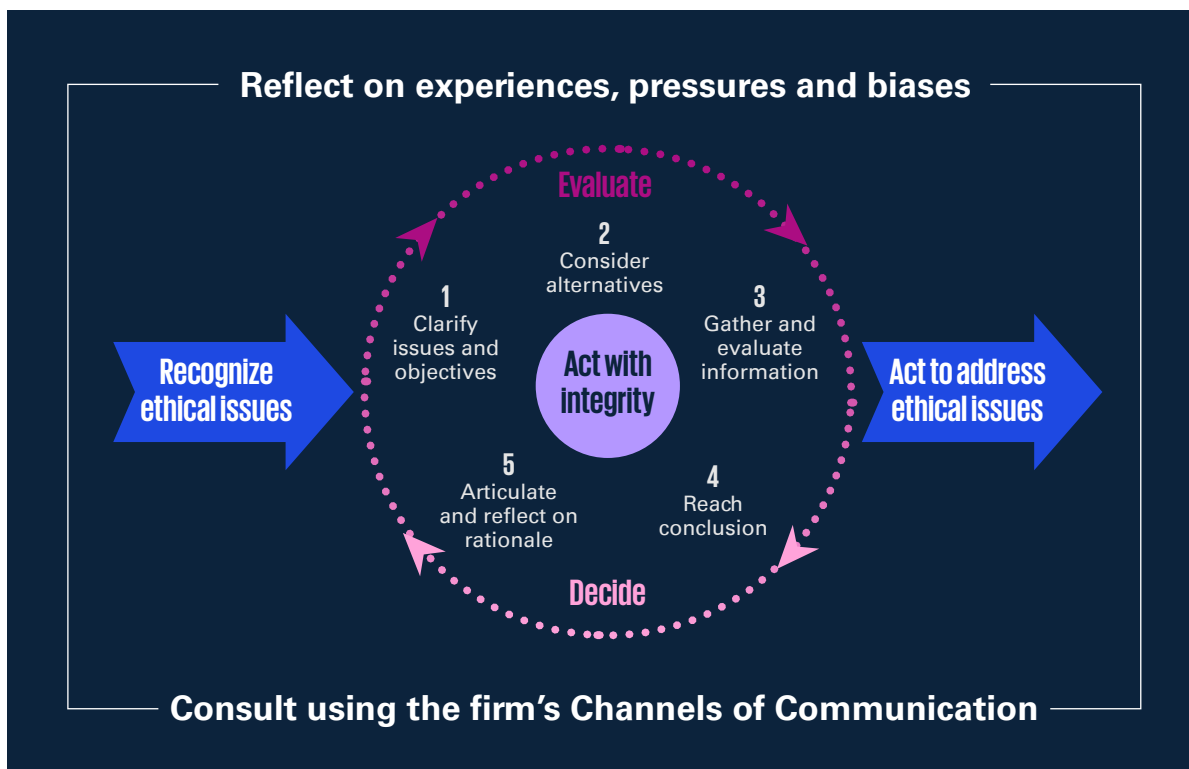 Reflect on experiences, pressures and biases
Evaluate
2
Consider
alternatives
1
Clarify
issues and
objectives
3
Gather and
evaluate
information
Recognize
ethical issues
Act with
integrity
Act to address
ethical issues
5
Articulate
and reflect on
rationale
4
Reach
conclusion
Decide
Consult using the firm’s Channels of Communication